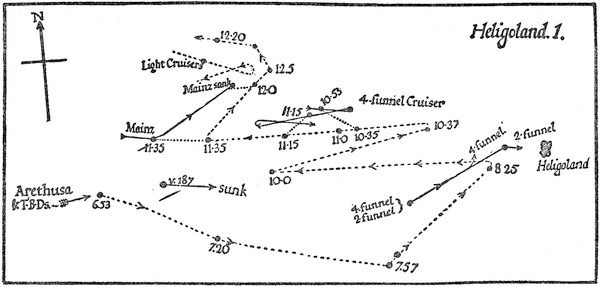 N
Heligoland. 1.
12·20
Light Cruiser
12.5
Mainz sunk
12·0
10·53
4·funnel Cruiser
11·15
Mainz
11·35
11·35
11·15
11·0
10·35
10·37
4·funnel
2·funnel
Heligoland
10·0
8 25
V.187
sunk
Arethusa
& T.B·Ds.
6.53
4·funnel
2·funnel
7.20
7.57